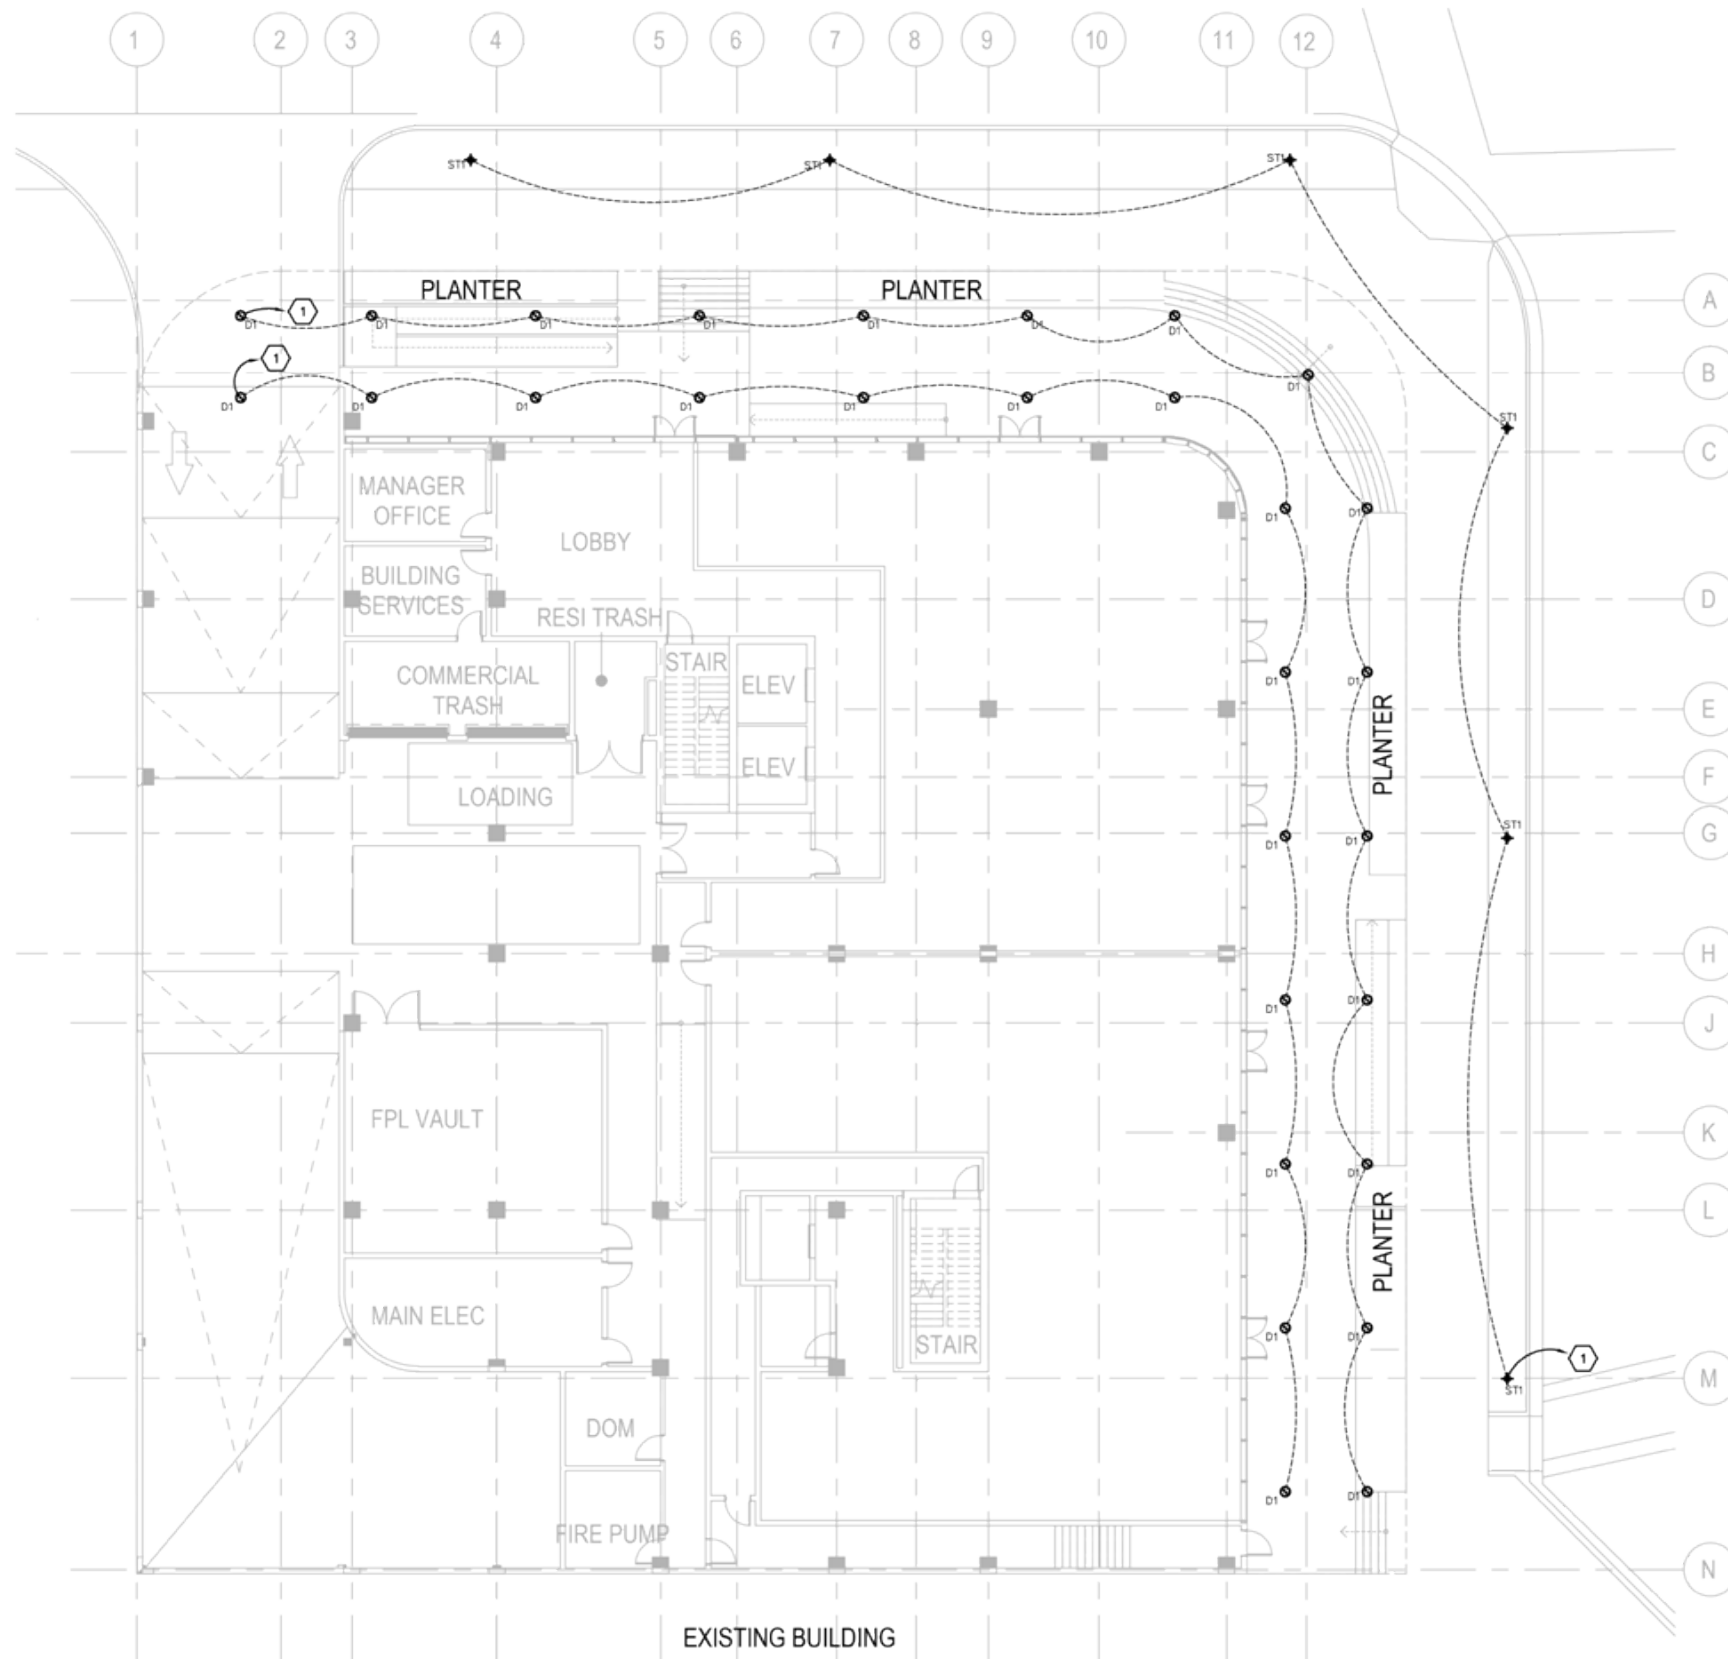 1 2 3 4 5 6 7 8 9 10 11 12
ST1 ST1 ST1
PLANTER PLANTER
A
1
D1 D1 D1 D1 D1 D1 D1
1
B
D1
D1 D1 D1 D1 D1 D1 D1
ST1
C
MANAGER
OFFICE
D1 D1
LOBBY
BUILDING
SERVICES
D
RESI TRASH
STAIR
COMMERCIAL
TRASH
ELEV
D1 D1
E
PLANTER
ELEV
F
LOADING
ST1
G
D1 D1
H
D1 D1
J
FPL VAULT
K
D1 D1
L
PLANTER
MAIN ELEC
STAIR
D1 D1
1
M
ST1
DOM
D1 D1
FIRE PUMP
N
EXISTING BUILDING